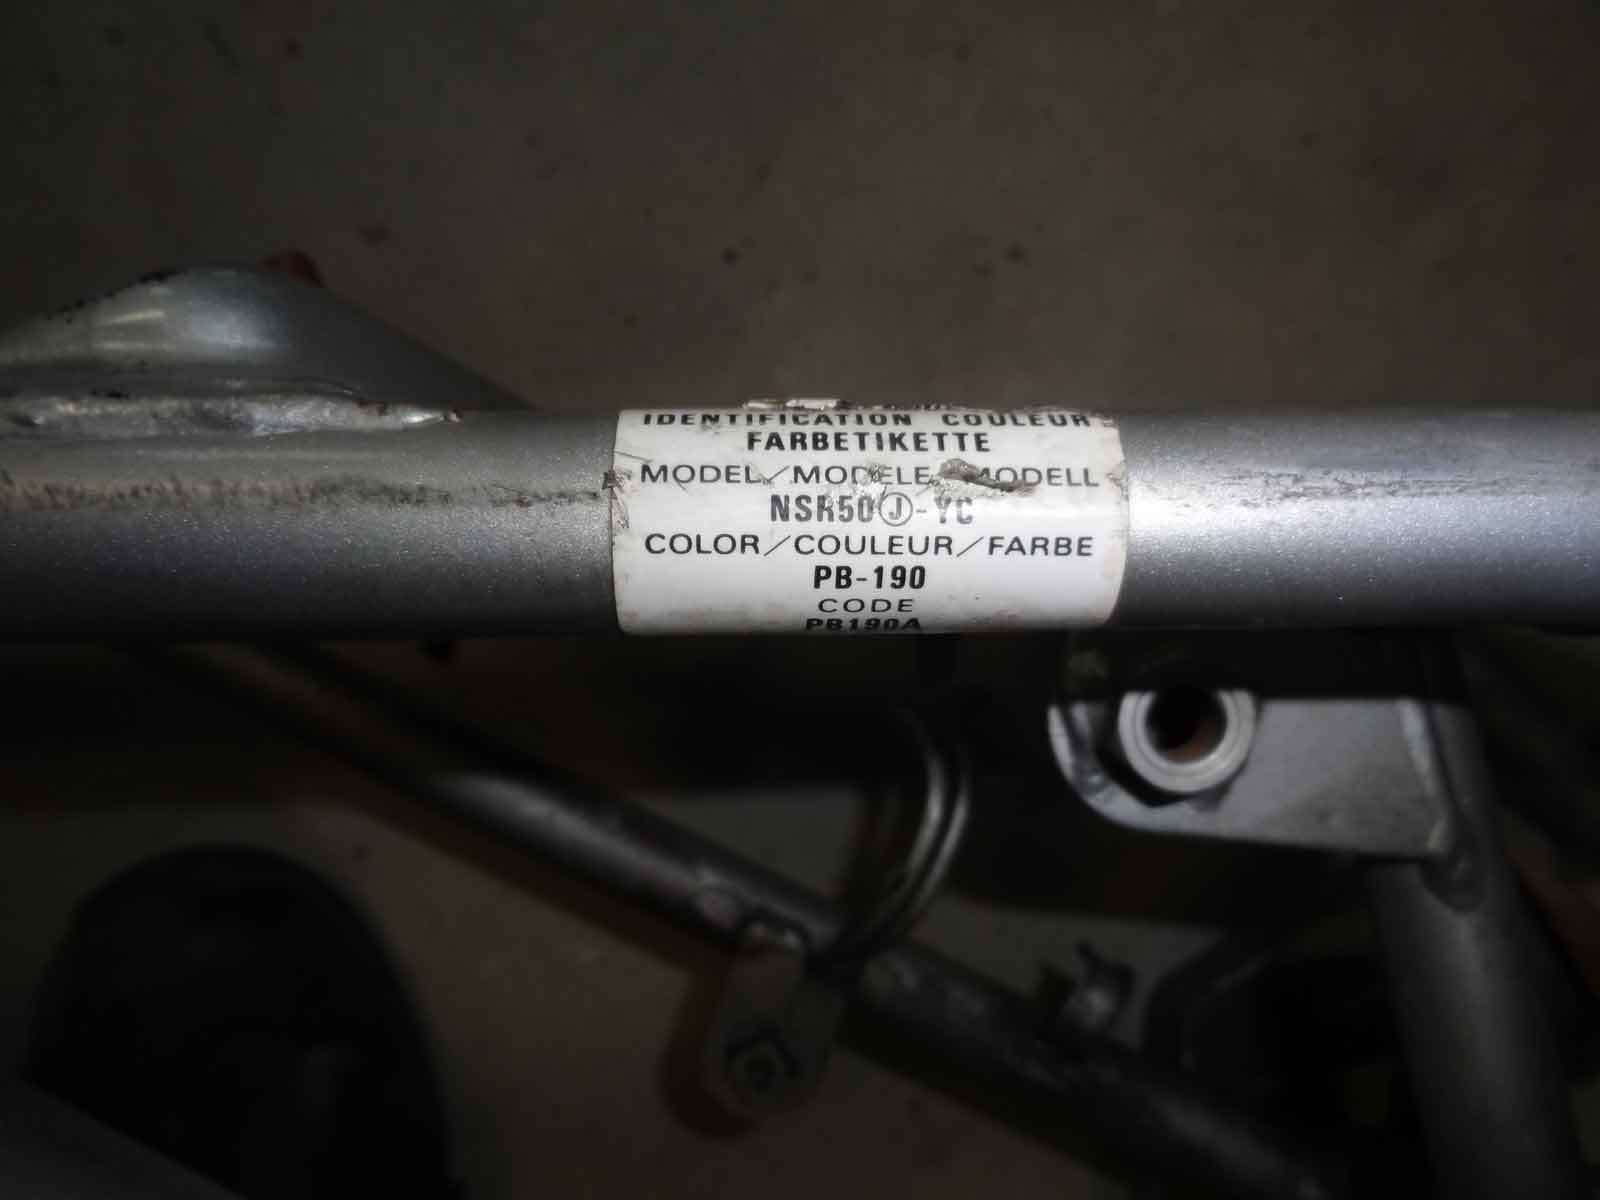 IDENTIFICATION COULEUR
FARBETIKETTE
MODEL/MODELE/MODELL
NSR50Ⓙ-YC
COLOR/COULEUR/FARBE
PB-190
CODE
PB190A